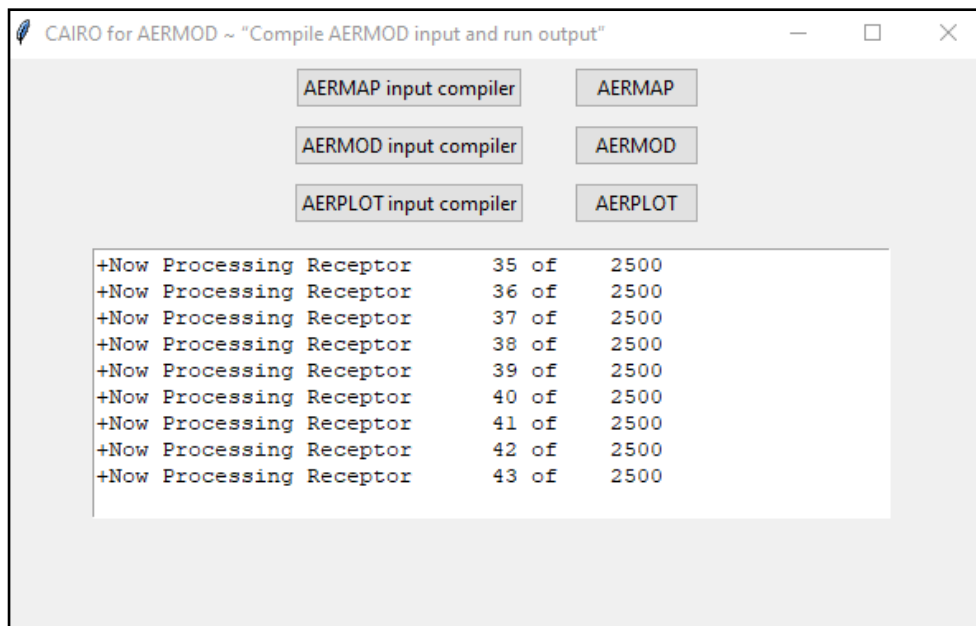 CAIRO for AERMOD ~ "Compile AERMOD input and run output"
AERMAP input compiler AERMAP
AERMOD input compiler AERMOD
AERPLOT input compiler AERPLOT
+Now Processing Receptor 35 of 2500
+Now Processing Receptor 36 of 2500
+Now Processing Receptor 37 of 2500
+Now Processing Receptor 38 of 2500
+Now Processing Receptor 39 of 2500
+Now Processing Receptor 40 of 2500
+Now Processing Receptor 41 of 2500
+Now Processing Receptor 42 of 2500
+Now Processing Receptor 43 of 2500